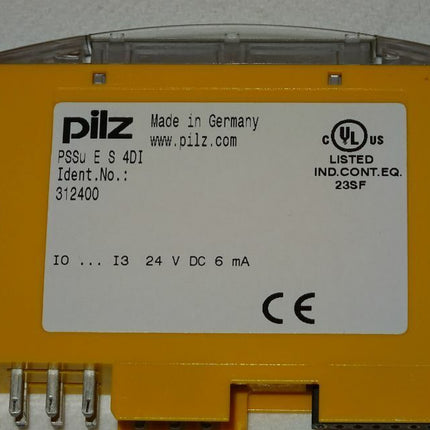 pilz
Made in Germany
www.pilz.com
PSSu E S 4DI
Ident.No.:
312400
C UL US
LISTED
IND.CONT.EQ.
23SF
I0 ... I3 24 V DC 6 mA
CE